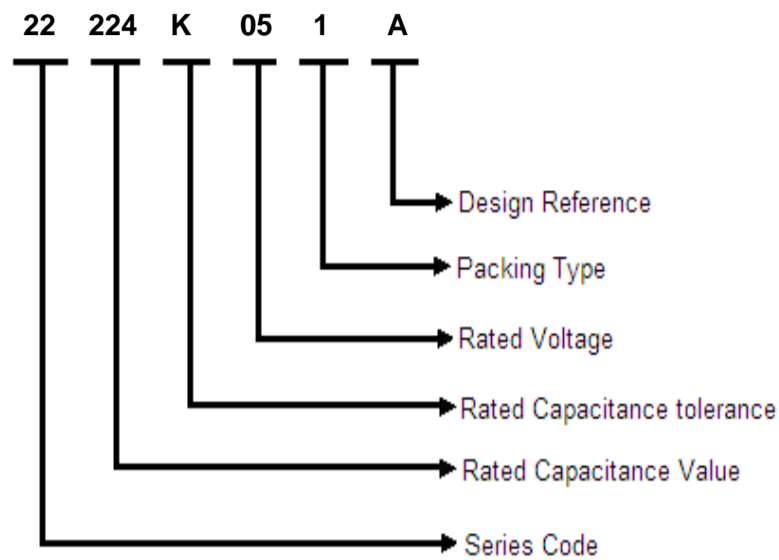 22 224 K 05 1 A
Design Reference
Packing Type
Rated Voltage
Rated Capacitance tolerance
Rated Capacitance Value
Series Code